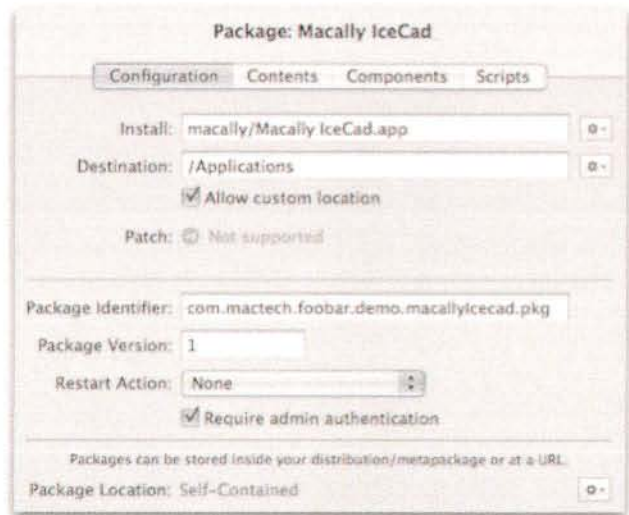 Package: Macally IceCad
Configuration Contents Components Scripts
Install: macally/Macally IceCad.app
Destination: /Applications
Allow custom location
Patch: Not supported
Package Identifier: com.mactech.foobar.demo.macallyIcecad.pkg
Package Version: 1
Restart Action: None
Require admin authentication
Packages can be stored inside your distribution/metapackage or at a URL.
Package Location: Self-Contained